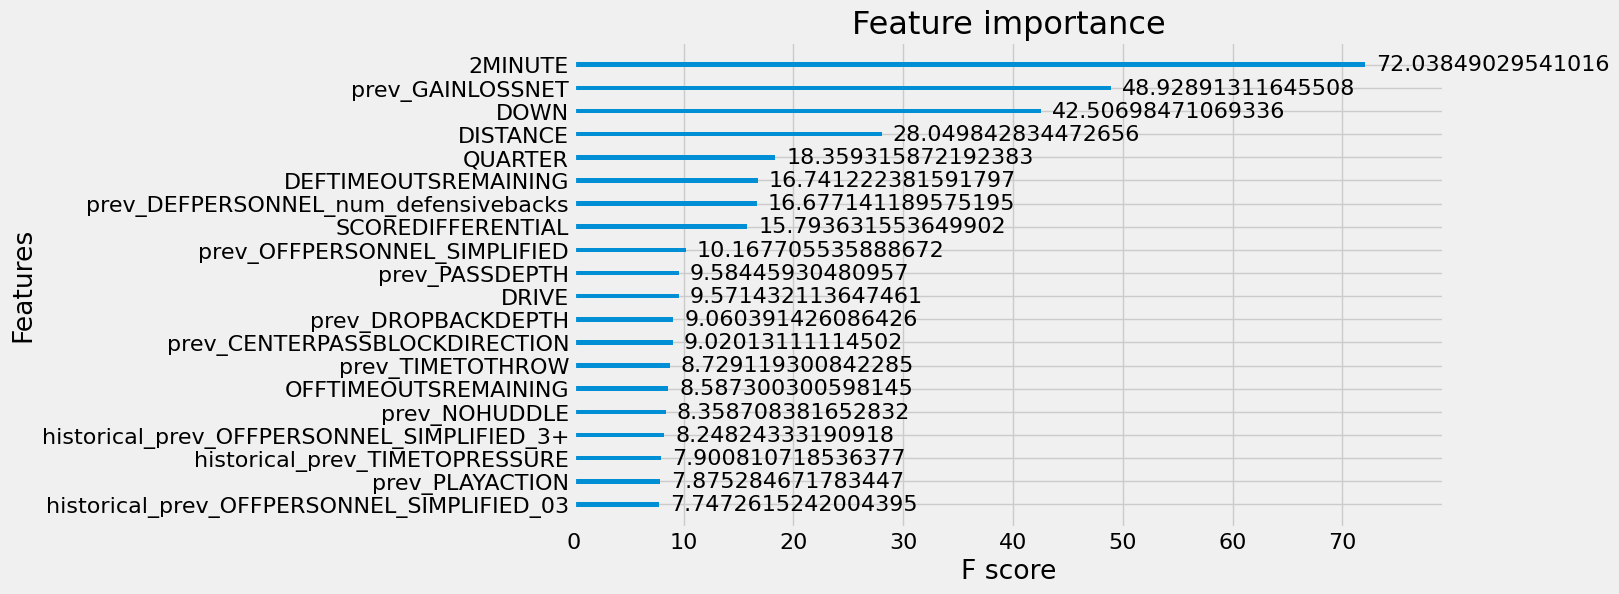 Feature importance
2MINUTE 72.03849029541016
prev_GAINLOSSNET 48.92891311645508
DOWN 42.50698471069336
DISTANCE 28.049842834472656
QUARTER 18.359315872192383
DEFTIMEOUTSREMAINING 16.741222381591797
prev_DEFPERSONNEL_num_defensivebacks 16.677141189575195
SCOREDIFFERENTIAL 15.793631553649902
prev_OFFPERSONNEL_SIMPLIFIED 10.167705535888672
prev_PASSDEPTH 9.58445930480957
DRIVE 9.571432113647461
prev_DROPBACKDEPTH 9.060391426086426
prev_CENTERPASSBLOCKDIRECTION 9.02013111114502
prev_TIMETOTHROW 8.729119300842285
OFFTIMEOUTSREMAINING 8.587300300598145
prev_NOHUDDLE 8.358708381652832
historical_prev_OFFPERSONNEL_SIMPLIFIED_3+ 8.24824333190918
historical_prev_TIMETOPRESSURE 7.900810718536377
prev_PLAYACTION 7.875284671783447
historical_prev_OFFPERSONNEL_SIMPLIFIED_03 7.7472615242004395
0 10 20 30 40 50 60 70
F score
Features